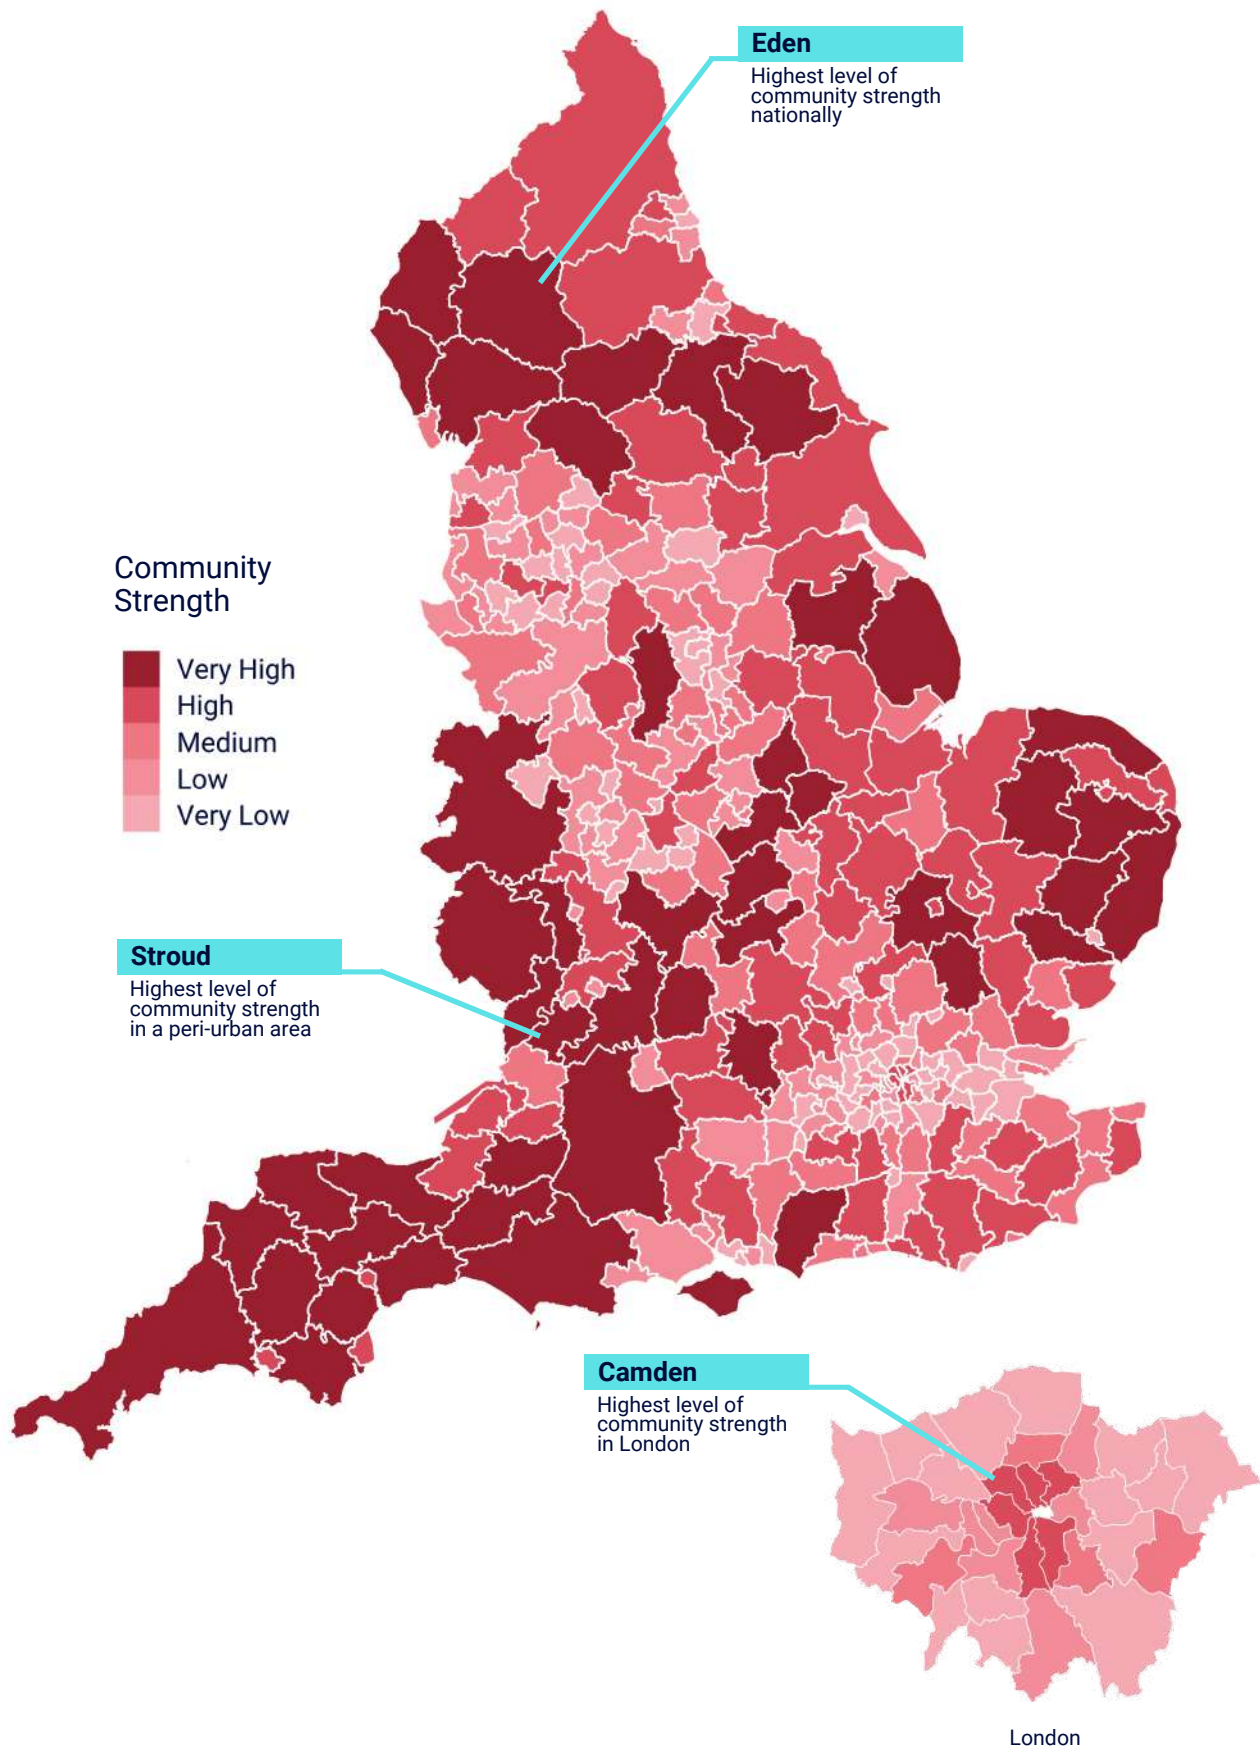 Eden
Highest level of
community strength
nationally
Community
Strength
Very High
High
Medium
Low
Very Low
Stroud
Highest level of
community strength
in a peri-urban area
Camden
Highest level of
community strength
in London
London